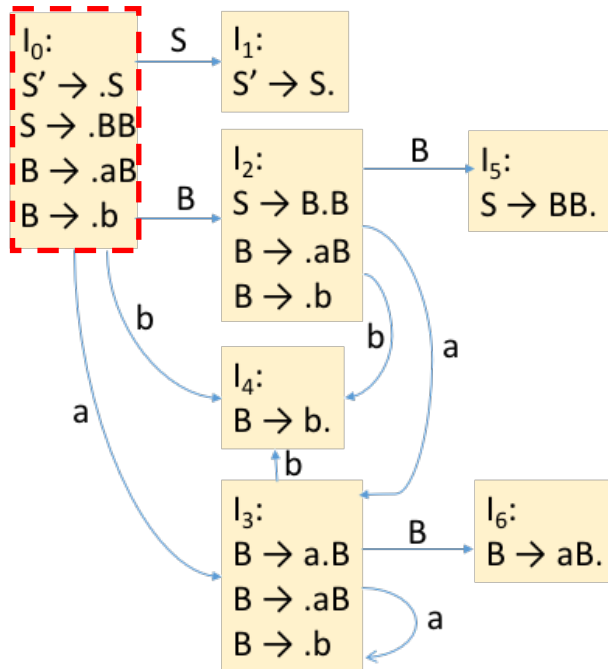 I₀:
S' → .S
S → .BB
B → .aB
B → .b
S
I₁:
S' → S.
B
I₂:
S → B.B
B → .aB
B → .b
B
I₅:
S → BB.
b
b
a
a
I₄:
B → b.
b
I₃:
B → a.B
B → .aB
B → .b
B
I₆:
B → aB.
a